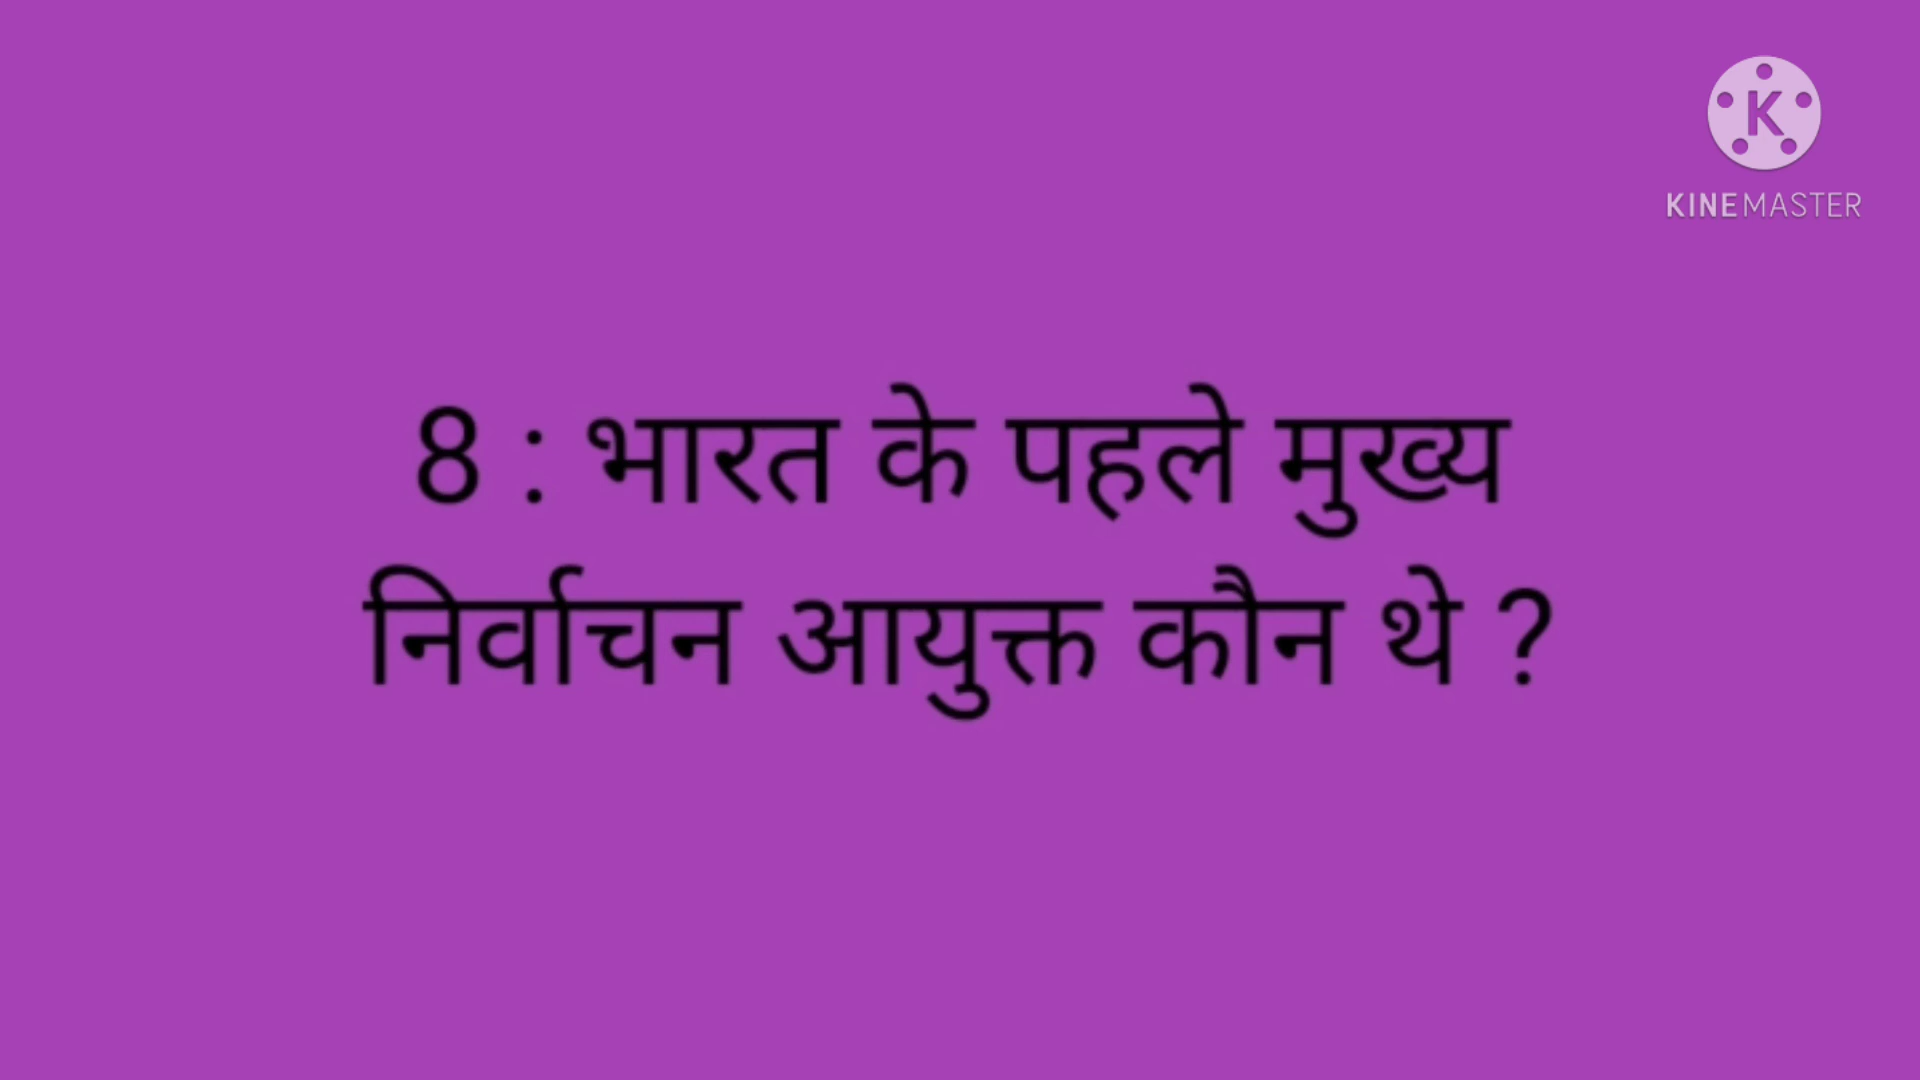 K
KINEMASTER
8 : भारत के पहले मुख्य
निर्वाचन आयुक्त कौन थे ?